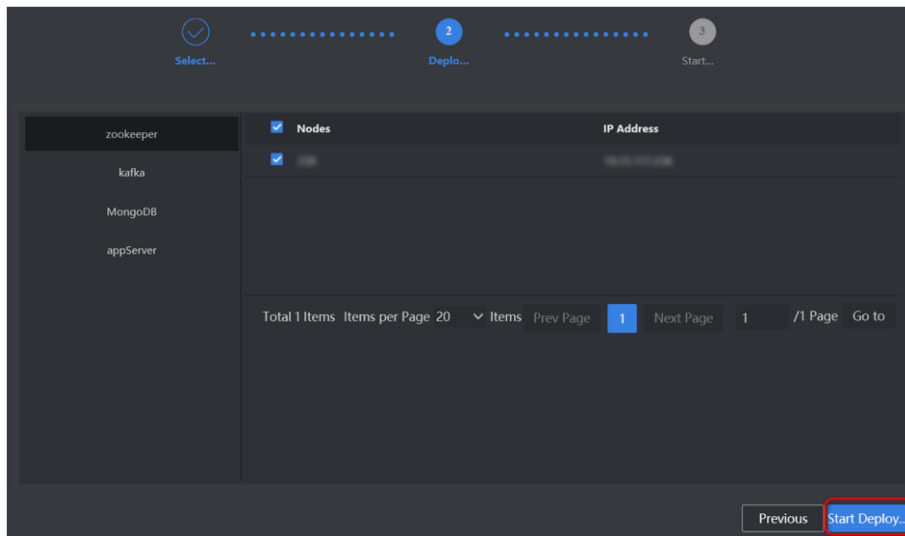 2
3
Select...
Deplo...
Start...
zookeeper
kafka
MongoDB
appServer
Nodes IP Address
Total 1 Items Items per Page 20 Items Prev Page 1 Next Page 1 /1 Page Go to
Previous Start Deploy...